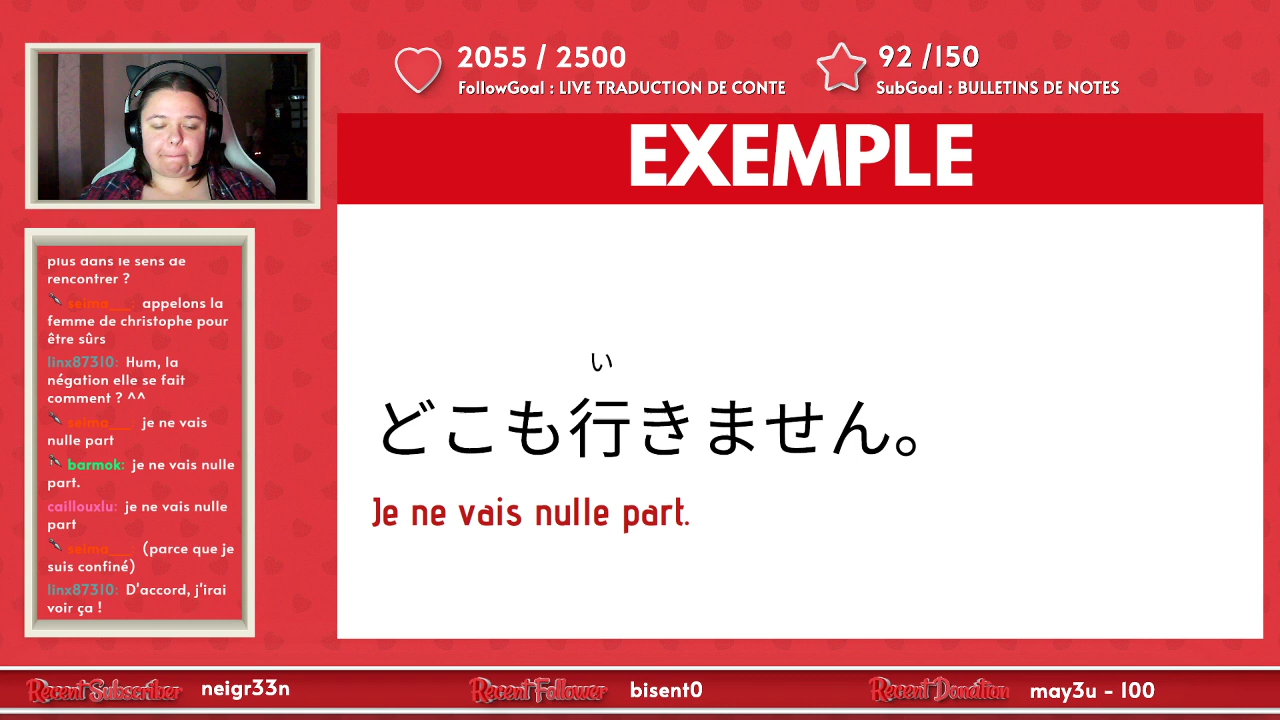 2055 / 2500
FollowGoal : LIVE TRADUCTION DE CONTE
92 /150
SubGoal : BULLETINS DE NOTES
EXEMPLE
い
どこも行きません。
Je ne vais nulle part.
plus dans le sens de
rencontrer ?
seima__: appelons la
femme de christophe pour
être sûrs
linx87310: Hum, la
négation elle se fait
comment ? ^^
seima__: je ne vais
nulle part
barmok: je ne vais nulle
part.
caillouxlu: je ne vais nulle
part
seima__: (parce que je
suis confiné)
linx87310: D'accord, j'irai
voir ça !
Recent Subscriber neigr33n
Recent Follower bisent0
Recent Donation may3u - 100